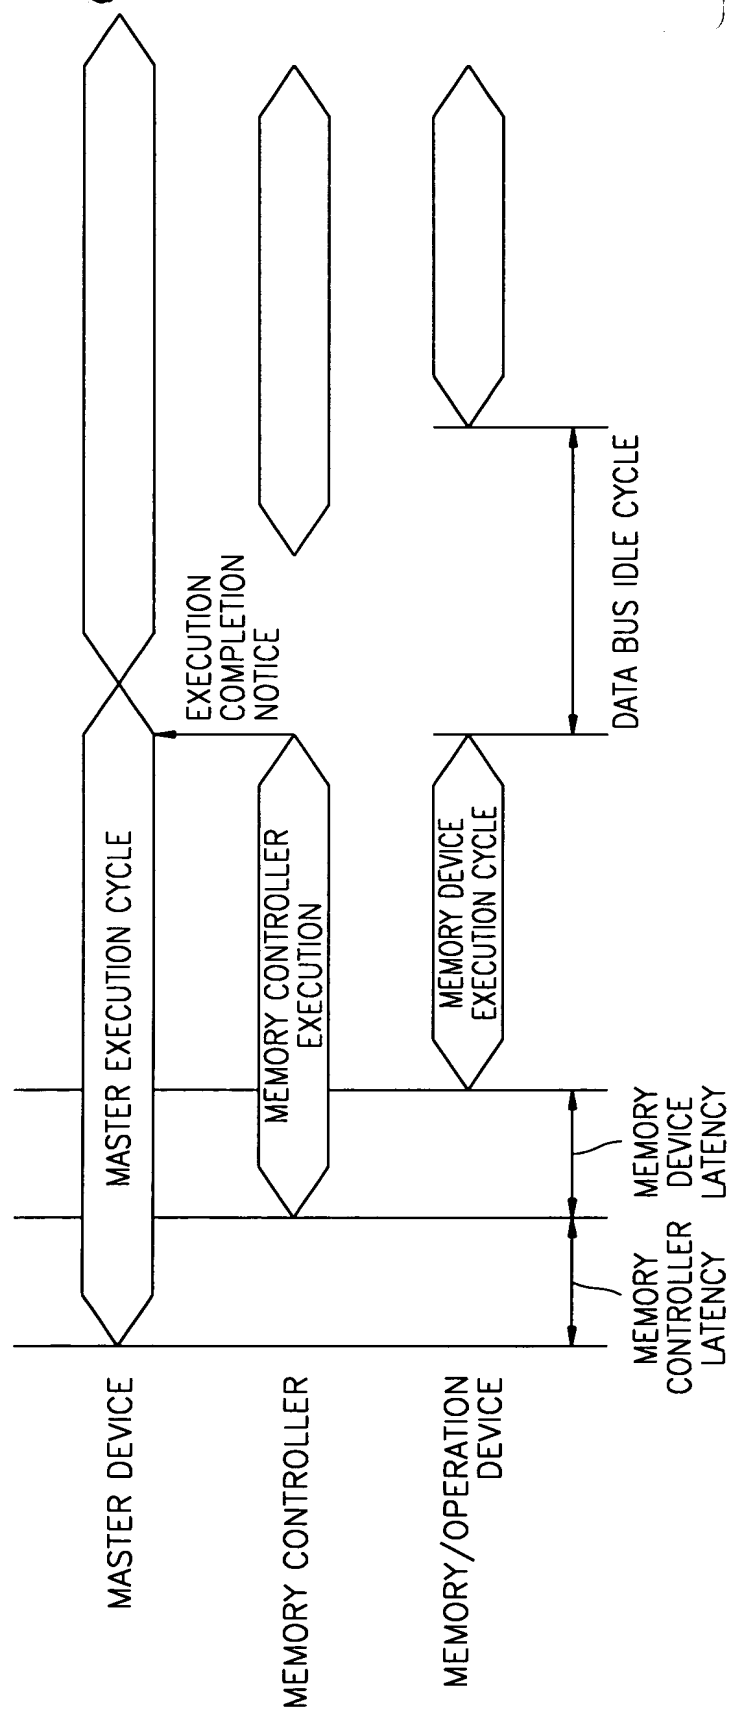 MASTER DEVICE
MASTER EXECUTION CYCLE
EXECUTION
COMPLETION
NOTICE
MEMORY CONTROLLER
MEMORY CONTROLLER
EXECUTION
MEMORY/OPERATION
DEVICE
MEMORY DEVICE
EXECUTION CYCLE
DATA BUS IDLE CYCLE
MEMORY
CONTROLLER
LATENCY
MEMORY
DEVICE
LATENCY